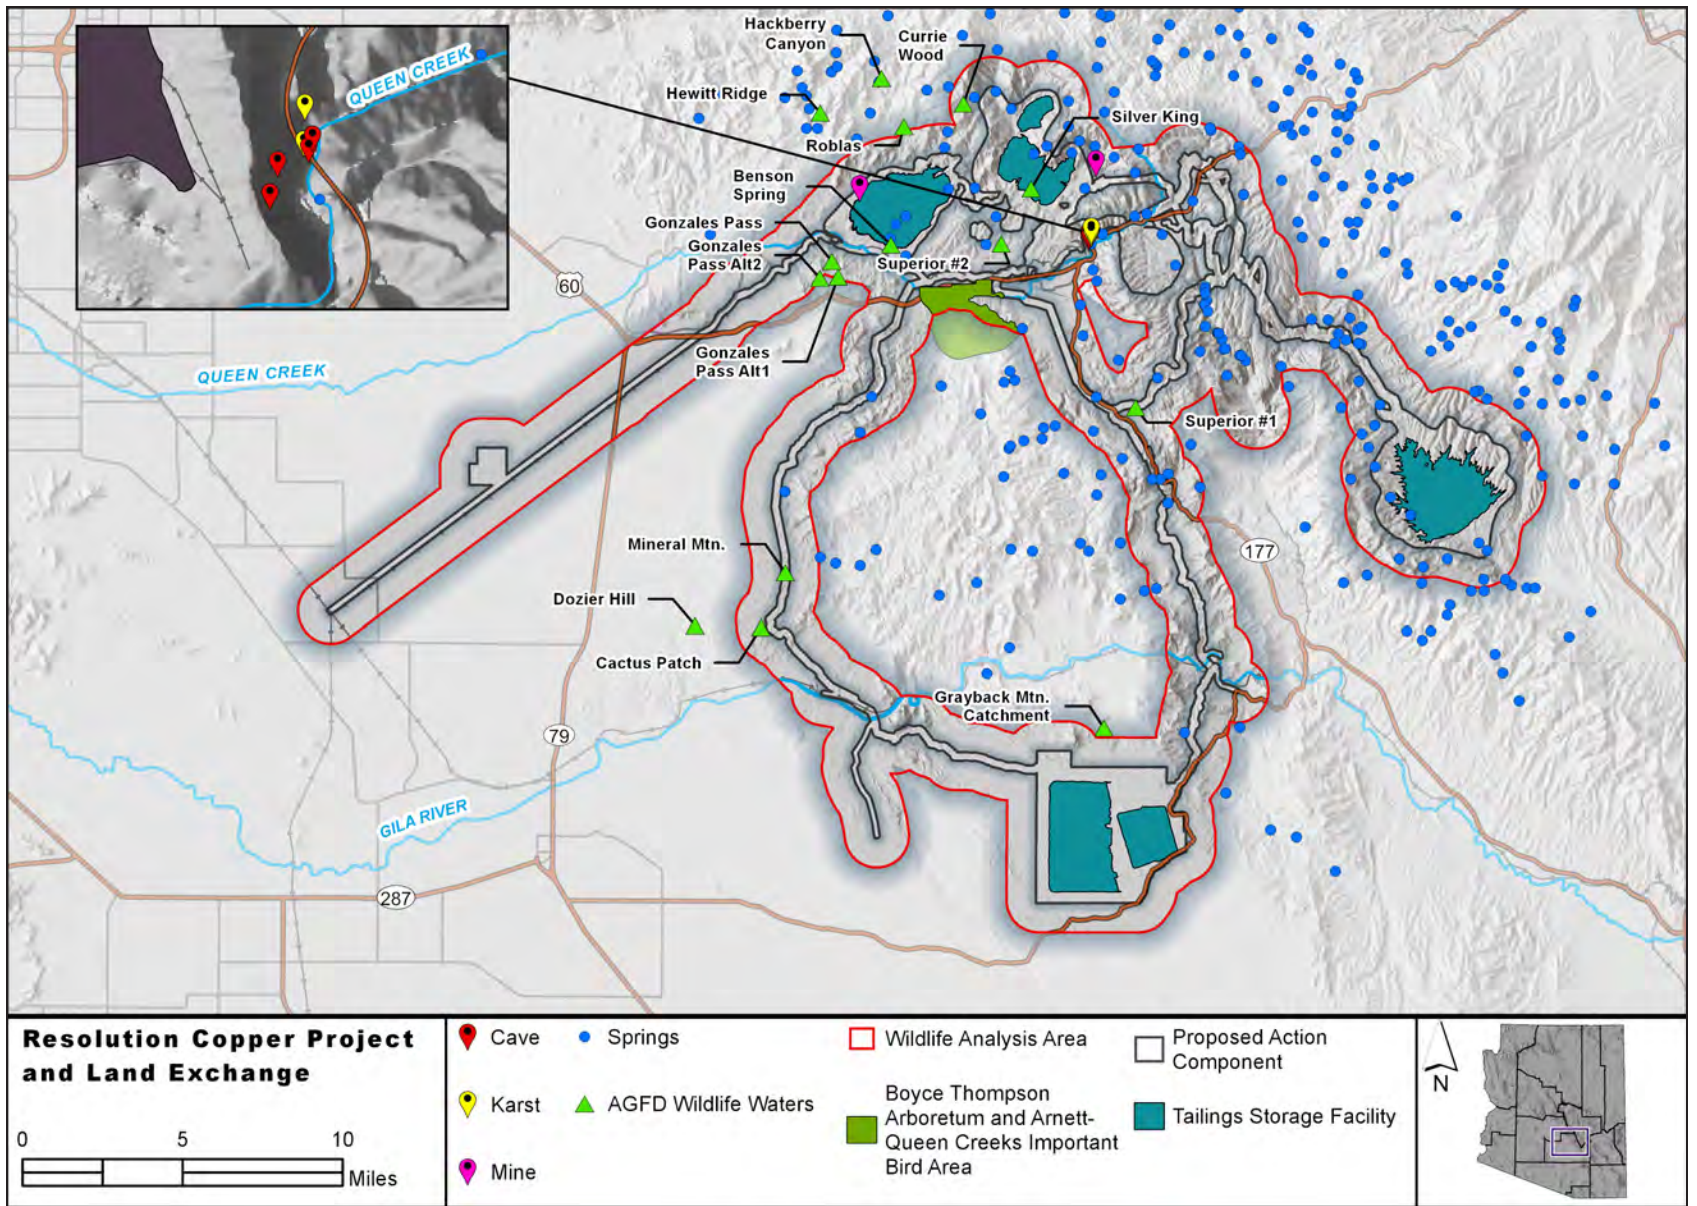 QUEEN CREEK
Hackberry
Canyon
Currie
Wood
Hewitt Ridge
Roblas
Silver King
Benson
Spring
Gonzales Pass
Gonzales
Pass Alt2
Superior #2
60
Gonzales
Pass Alt1
QUEEN CREEK
Superior #1
Mineral Mtn.
177
Dozier Hill
Cactus Patch
Grayback Mtn.
Catchment
79
GILA RIVER
287
Resolution Copper Project
and Land Exchange
0 5 10
Miles
Cave
Karst
Mine
Springs
AGFD Wildlife Waters
Wildlife Analysis Area
Boyce Thompson
Arboretum and Arnett-
Queen Creeks Important
Bird Area
Proposed Action
Component
Tailings Storage Facility
N